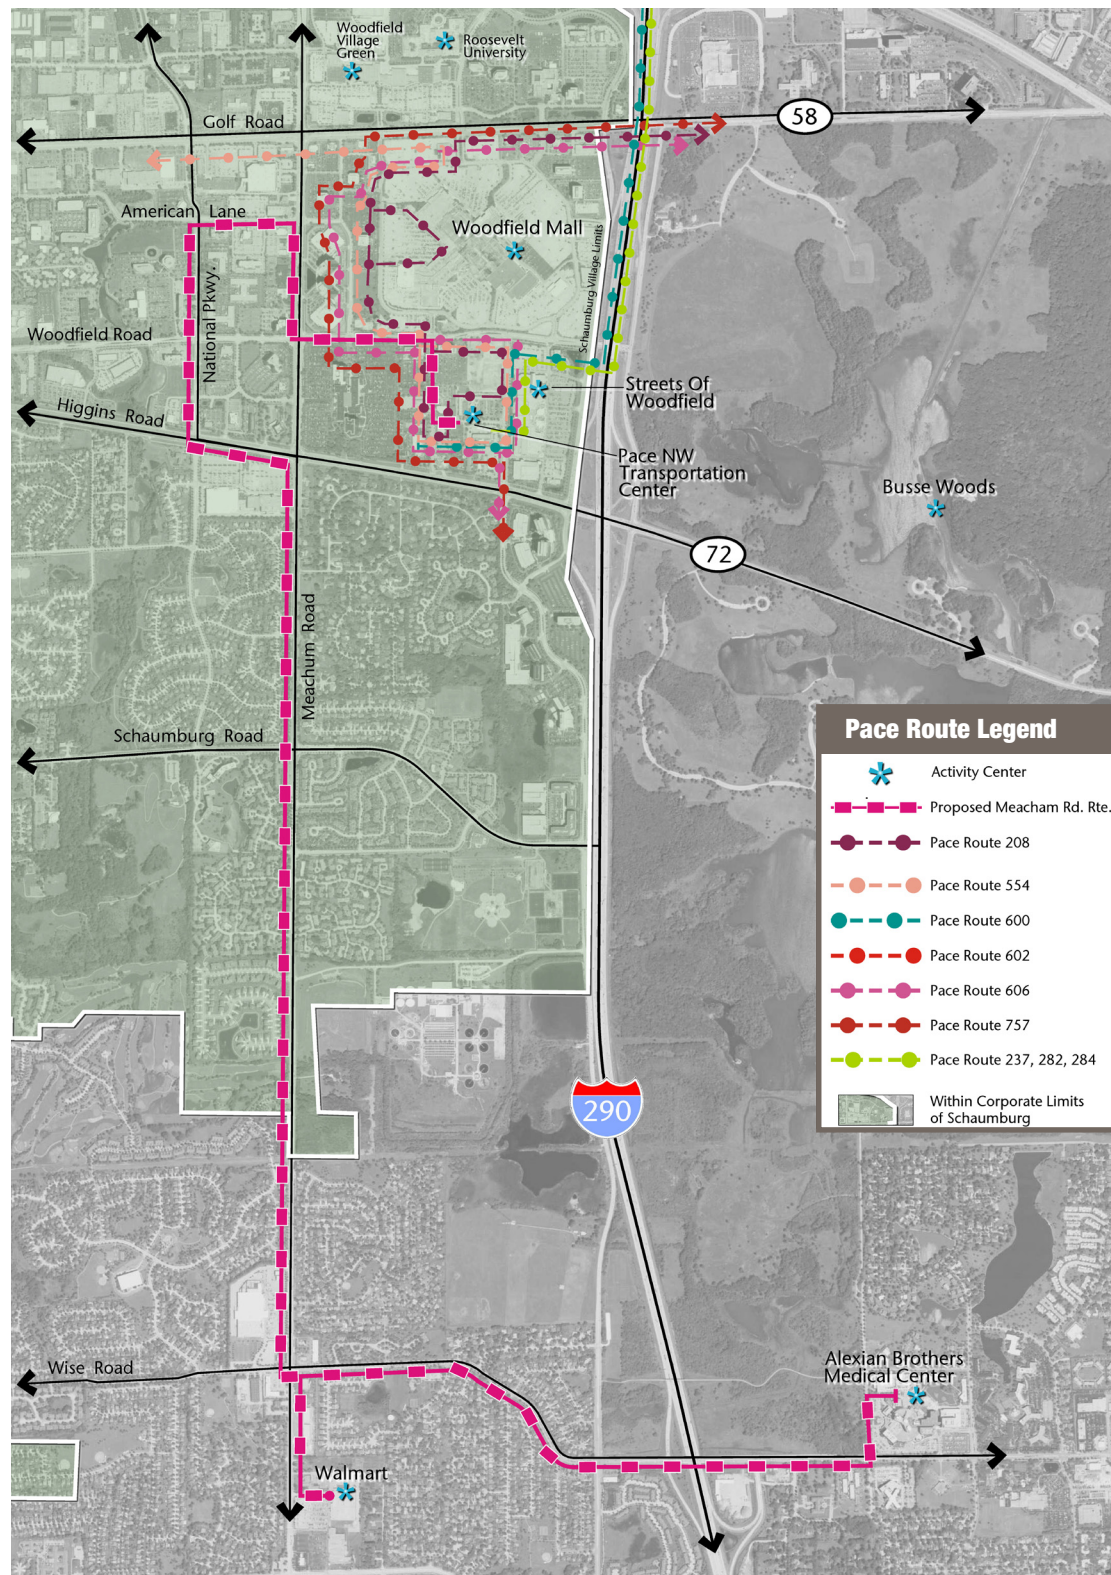 Woodfield
Village
Green
Roosevelt
University
Golf Road
58
American Lane
Woodfield Mall
Schaumburg Village Limits
National Pkwy.
Woodfield Road
Streets Of
Woodfield
Higgins Road
Pace NW
Transportation
Center
Busse Woods
72
Meachum Road
Schaumburg Road
Pace Route Legend
Activity Center
Proposed Meacham Rd. Rte.
Pace Route 208
Pace Route 554
Pace Route 600
Pace Route 602
Pace Route 606
Pace Route 757
Pace Route 237, 282, 284
Within Corporate Limits
of Schaumburg
290
Wise Road
Alexian Brothers
Medical Center
Walmart